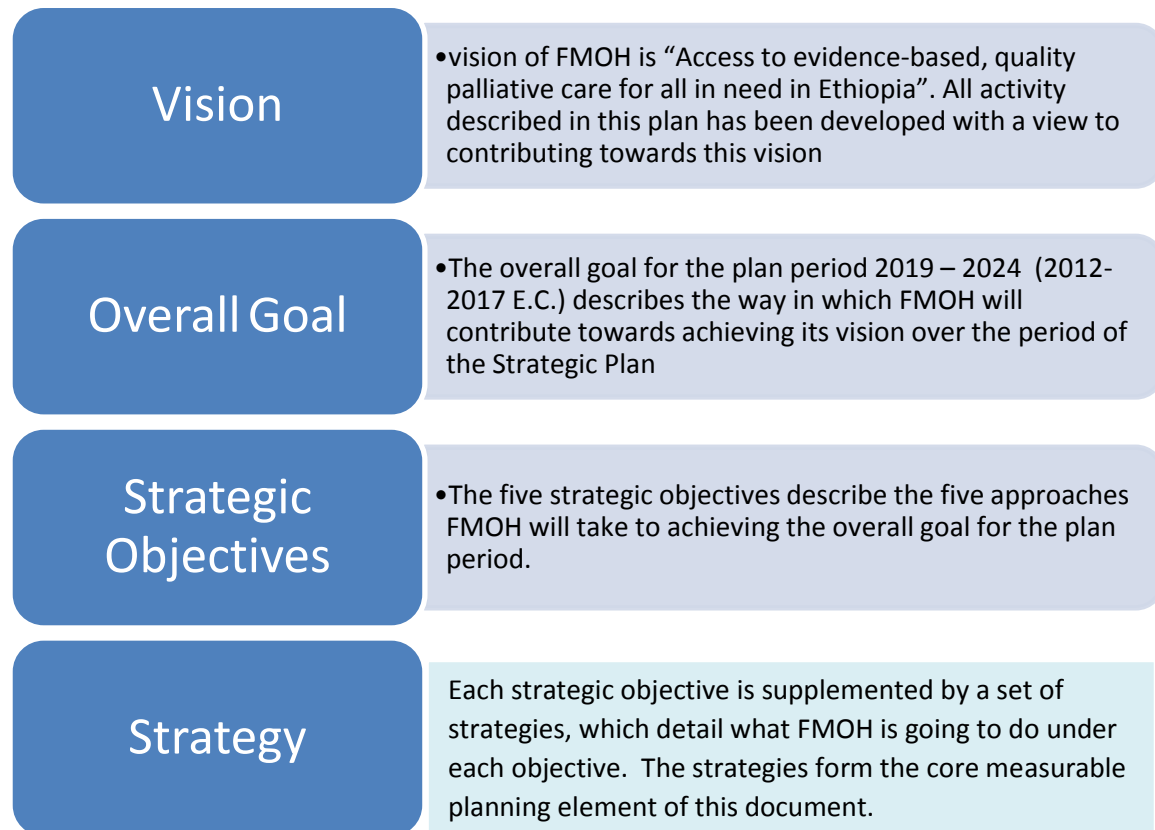 Vision
•vision of FMOH is “Access to evidence-based, quality
palliative care for all in need in Ethiopia”. All activity
described in this plan has been developed with a view to
contributing towards this vision
Overall Goal
•The overall goal for the plan period 2019 – 2024 (2012-
2017 E.C.) describes the way in which FMOH will
contribute towards achieving its vision over the period of
the Strategic Plan
Strategic
Objectives
•The five strategic objectives describe the five approaches
FMOH will take to achieving the overall goal for the plan
period.
Strategy
Each strategic objective is supplemented by a set of
strategies, which detail what FMOH is going to do under
each objective. The strategies form the core measurable
planning element of this document.